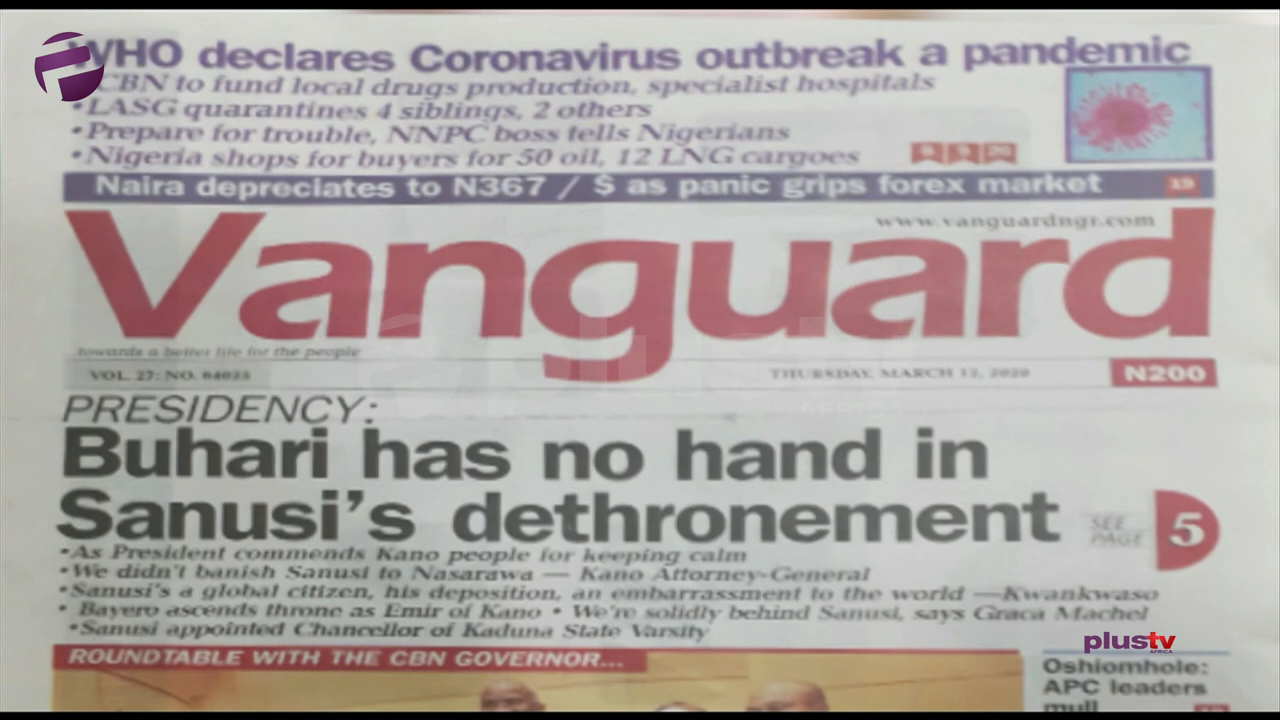 WHO declares Coronavirus outbreak a pandemic
CBN to fund local drugs production, specialist hospitals
•LASG quarantines 4 siblings, 2 others
•Prepare for trouble, NNPC boss tells Nigerians
•Nigeria shops for buyers for 50 oil, 12 LNG cargoes
Naira depreciates to N367 / $ as panic grips forex market 19
www.vanguardngr.com
Vanguard
towards a better life for the people
VOL. 27: NO. THURSDAY, MARCH 12, 2020 N200
PRESIDENCY:
Buhari has no hand in
Sanusi's dethronement
SEE PAGE 5
•As President commends Kano people for keeping calm
•We didn't banish Sanusi to Nasarawa — Kano Attorney-General
•Sanusi's a global citizen, his deposition, an embarrassment to the world —Kwankwaso
• Bayero ascends throne as Emir of Kano • We're solidly behind Sanusi, says Graca Machel
•Sanusi appointed Chancellor of Kaduna State Varsity
ROUNDTABLE WITH THE CBN GOVERNOR...
plustv
AFRICA
Oshiomhole:
APC leaders
mull